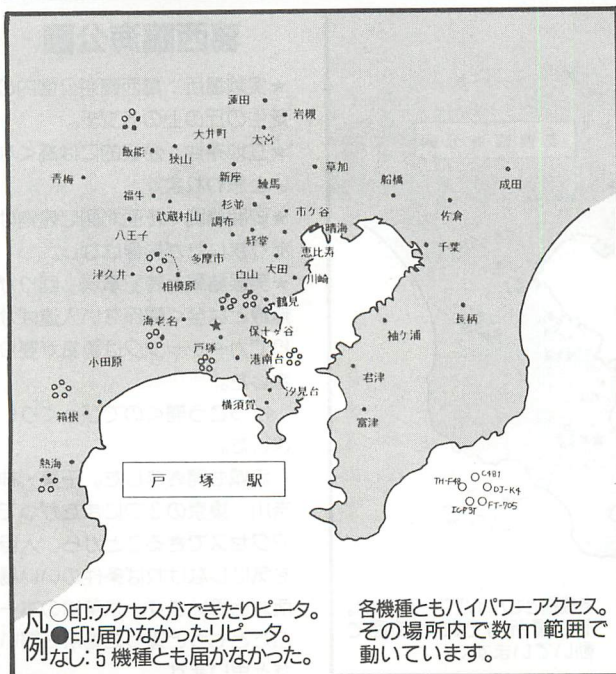 蓮田
岩槻
大井町
大宮
飯能
狭山
草加
青梅
新座
練馬
船橋
成田
福生
杉並
市ケ谷
佐倉
武蔵村山
調布
晴海
八王子
経堂
恵比寿
千葉
多摩市
津久井
白山
大田
相模原
川崎
鶴見
長柄
海老名
保土ヶ谷
袖ケ浦
戸塚
小田原
港南台
君津
汐見台
箱根
横須賀
富津
熱海
戸塚駅
C481
TH-F48
DJ-K4
FT-705
凡例
○印:アクセスができたリピータ。
●印:届かなかったリピータ。
なし:5機種とも届かなかった。
各機種ともハイパワーアクセス。
その場所内で数m範囲で
動いています。